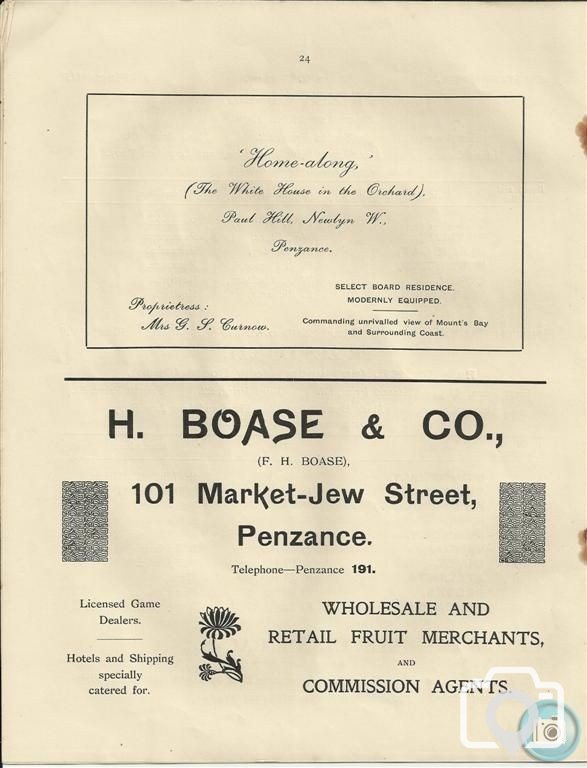 24
'Home-along,'
(The White House in the Orchard),
Paul Hill, Newlyn W.,
Penzance.
Proprietress :
Mrs G. S. Curnow.
SELECT BOARD RESIDENCE.
MODERNLY EQUIPPED.
Commanding unrivalled view of Mount's Bay
and Surrounding Coast.
H. BOASE & CO.,
(F. H. BOASE),
101 Market-Jew Street,
Penzance.
Telephone—Penzance 191.
Licensed Game
Dealers.
Hotels and Shipping
specially
catered for.
WHOLESALE AND
RETAIL FRUIT MERCHANTS,
AND
COMMISSION AGENTS.